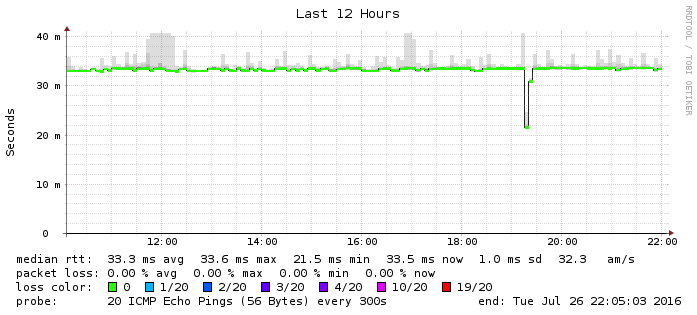 Last 12 Hours
RRDTOOL / TOBI OETIKER
Seconds
40 m
30 m
20 m
10 m
0
12:00 14:00 16:00 18:00 20:00 22:00
median rtt: 33.3 ms avg 33.6 ms max 21.5 ms min 33.5 ms now 1.0 ms sd 32.3 am/s
packet loss: 0.00 % avg 0.00 % max 0.00 % min 0.00 % now
loss color: 0 1/20 2/20 3/20 4/20 10/20 19/20
probe: 20 ICMP Echo Pings (56 Bytes) every 300s end: Tue Jul 26 22:05:03 2016